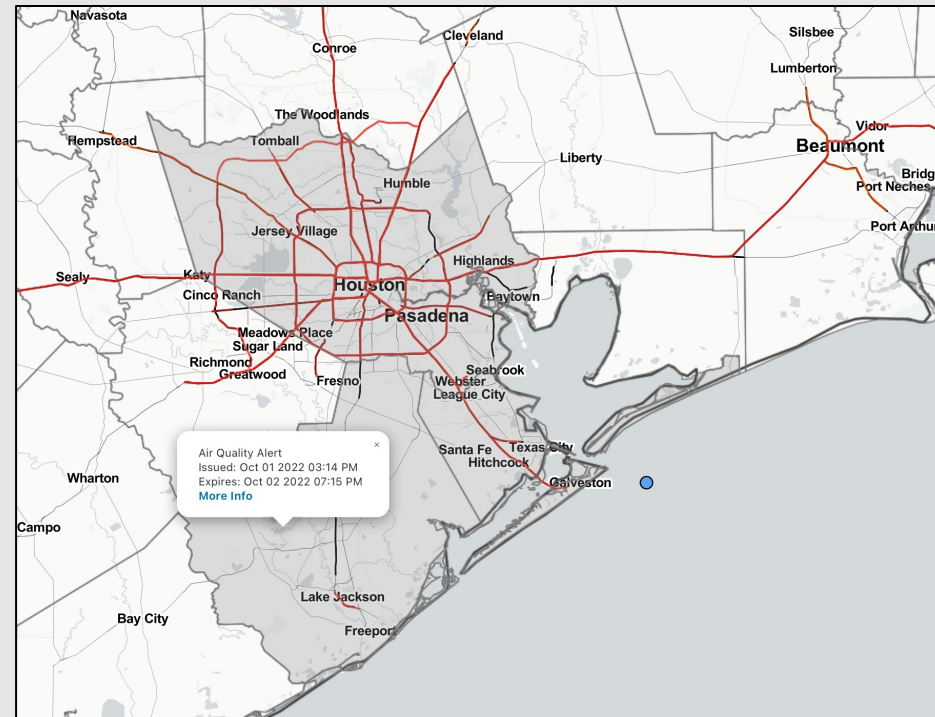 Navasota
Conroe
Cleveland
Silsbee
Lumberton
The Woodlands
Hempstead
Tomball
Vidor
Beaumont
Liberty
Bridg
Port Neches
Humble
Port Arthur
Jersey Village
Highlands
Sealy
Katy
Houston
Cinco Ranch
Baytown
Pasadena
Meadows Place
Sugar Land
Richmond
Greatwood
Fresno
Seabrook
Webster
League City
Air Quality Alert
×
Issued: Oct 01 2022 03:14 PM
Expires: Oct 02 2022 07:15 PM
More Info
Santa Fe
Texas City
Hitchcock
Galveston
Wharton
Campo
Lake Jackson
Bay City
Freeport